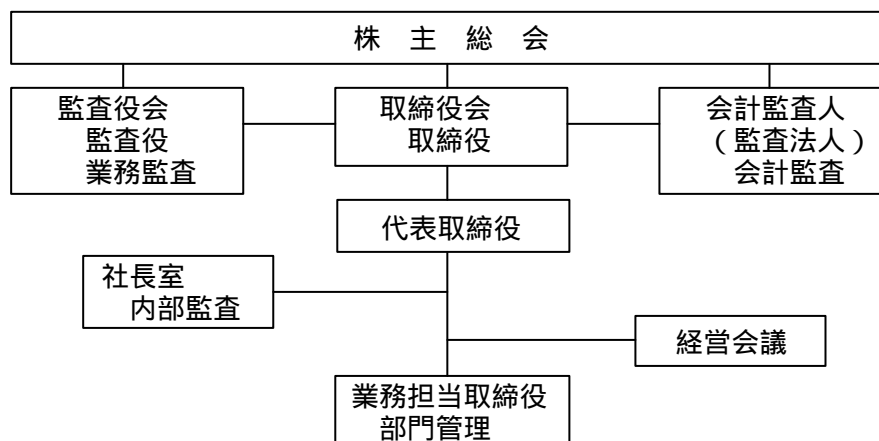 株 主 総 会
監査役会
監査役
業務監査
取締役会
取締役
会計監査人
(監査法人)
会計監査
代表取締役
社長室
内部監査
経営会議
業務担当取締役
部門管理